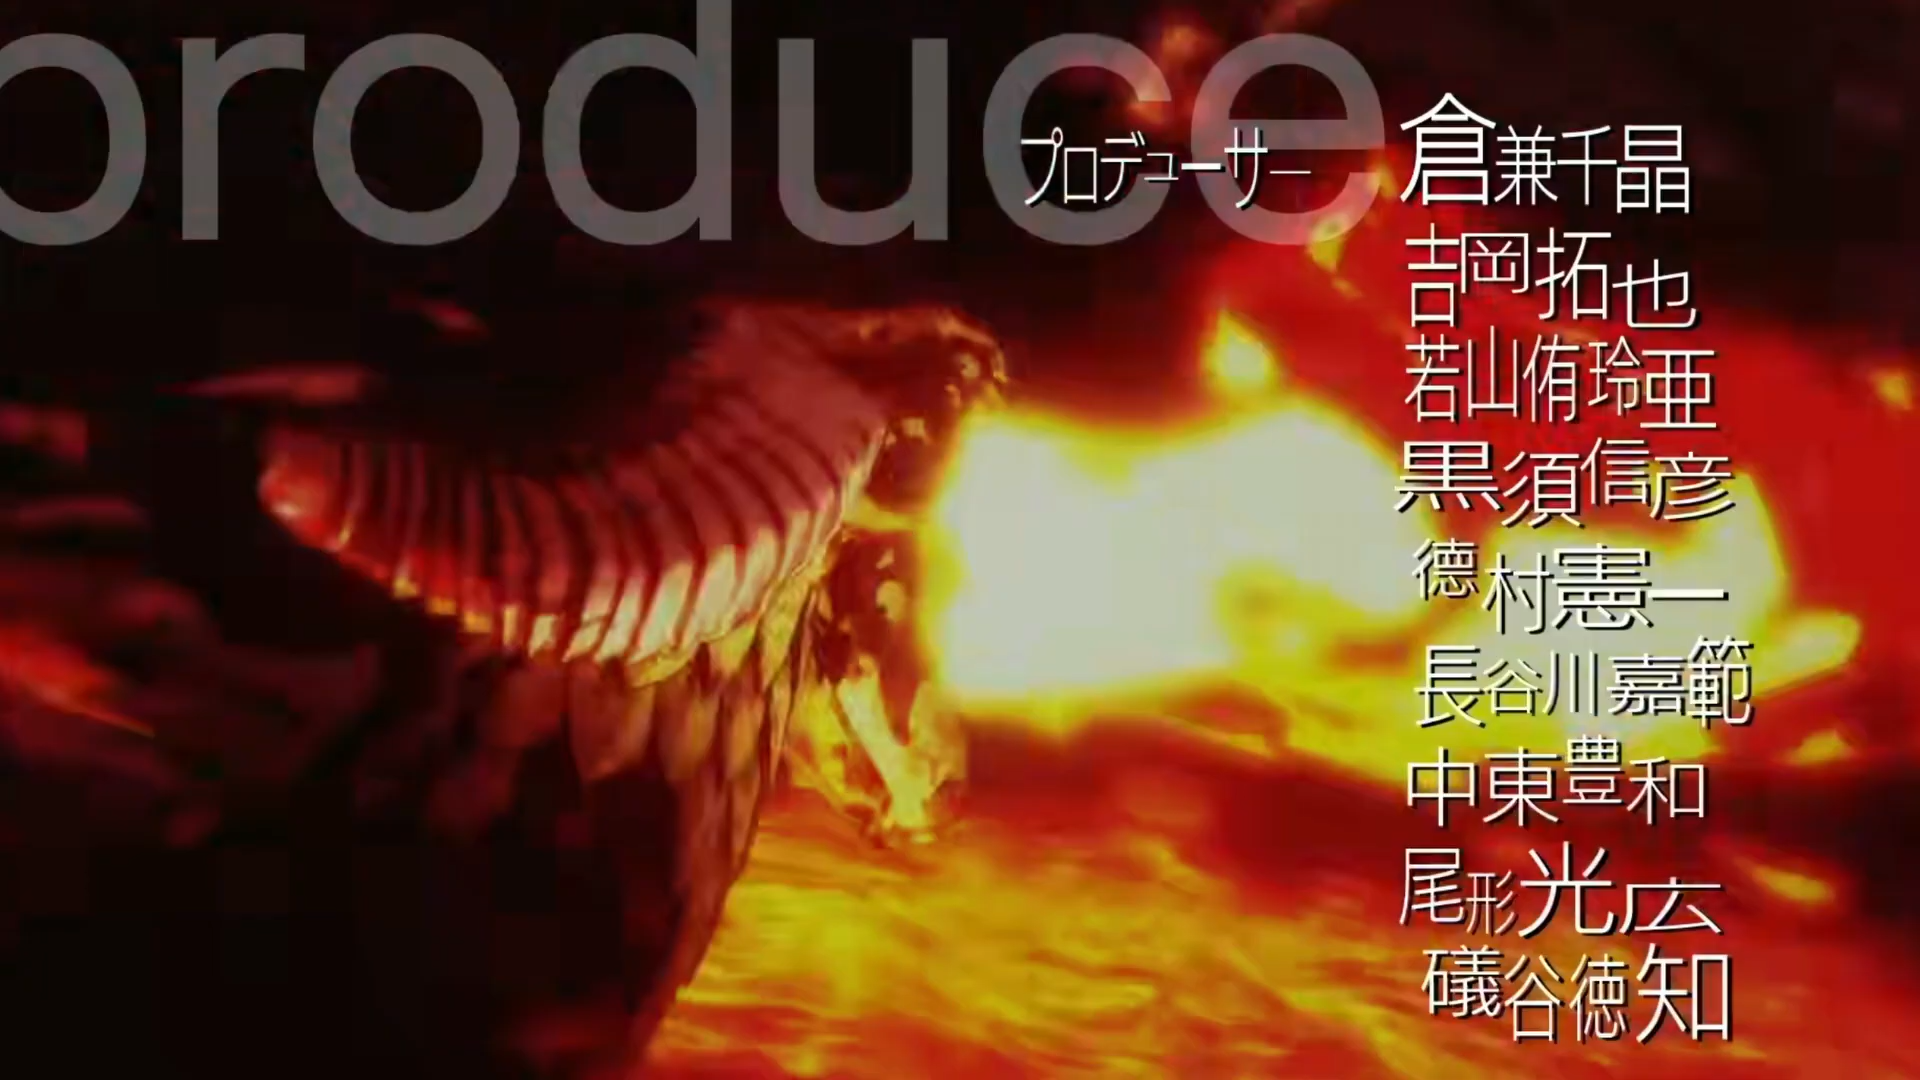 produce
プロデューサー
倉兼千晶
吉岡拓也
若山侑玲亜
黒須信彦
德村憲一
長谷川嘉範
中東豊和
尾形光広
礒谷徳知